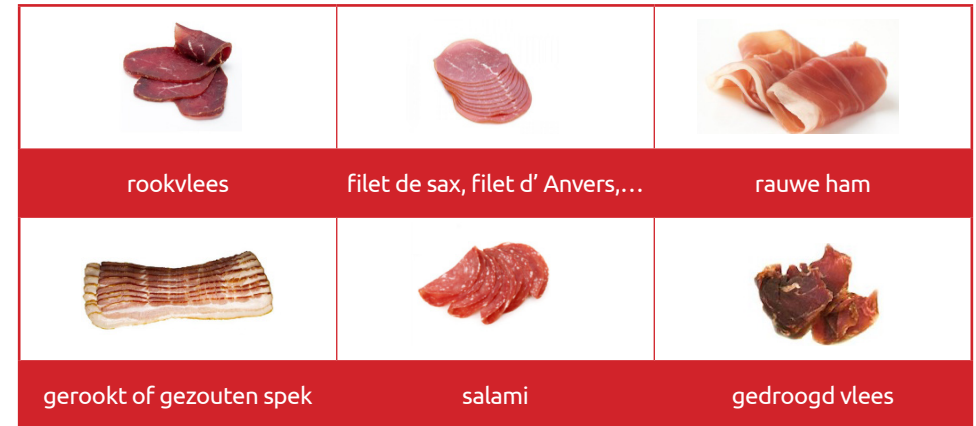 rookvlees
filet de sax, filet d’ Anvers,…
rauwe ham
gerookt of gezouten spek
salami
gedroogd vlees